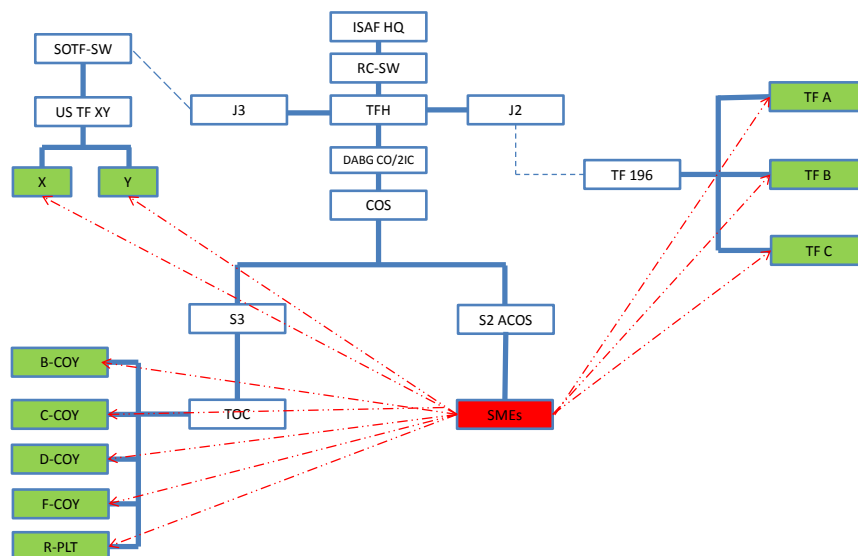 ISAF HQ
SOTF-SW
RC-SW
US TF XY
J3
TFH
J2
TF A
DABG CO/2IC
X
Y
TF 196
TF B
COS
TF C
S3
S2 ACOS
B-COY
C-COY
TOC
SMEs
D-COY
F-COY
R-PLT